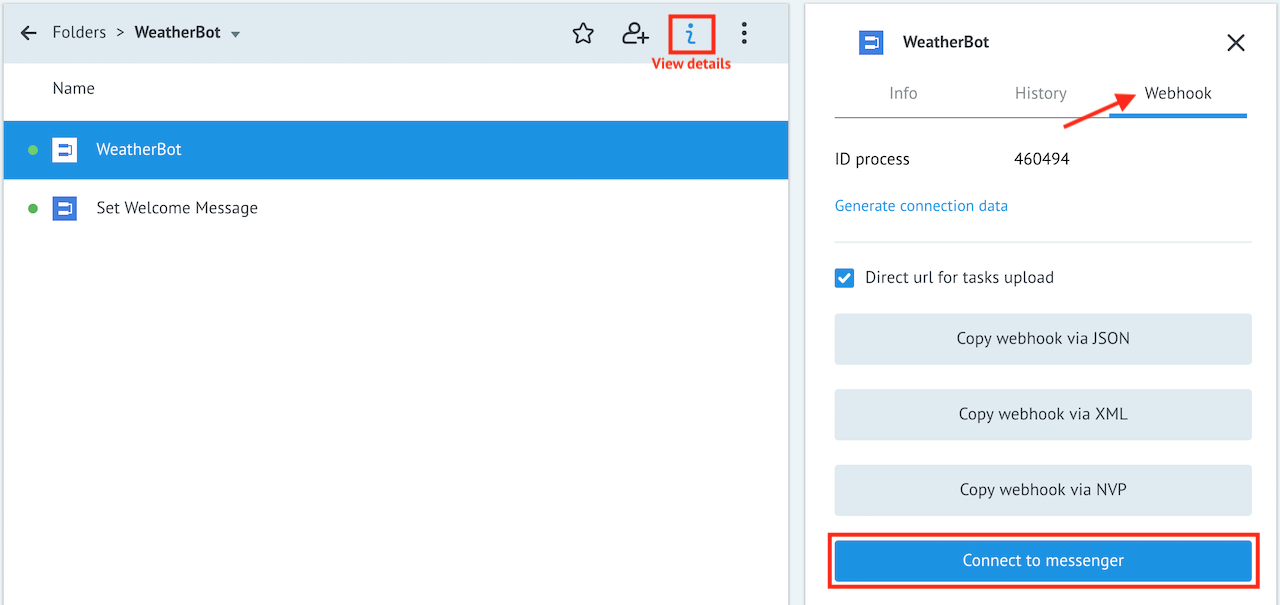 Folders > WeatherBot
View details
Name
WeatherBot
Set Welcome Message
WeatherBot
Info History Webhook
ID process 460494
Generate connection data
Direct url for tasks upload
Copy webhook via JSON
Copy webhook via XML
Copy webhook via NVP
Connect to messenger